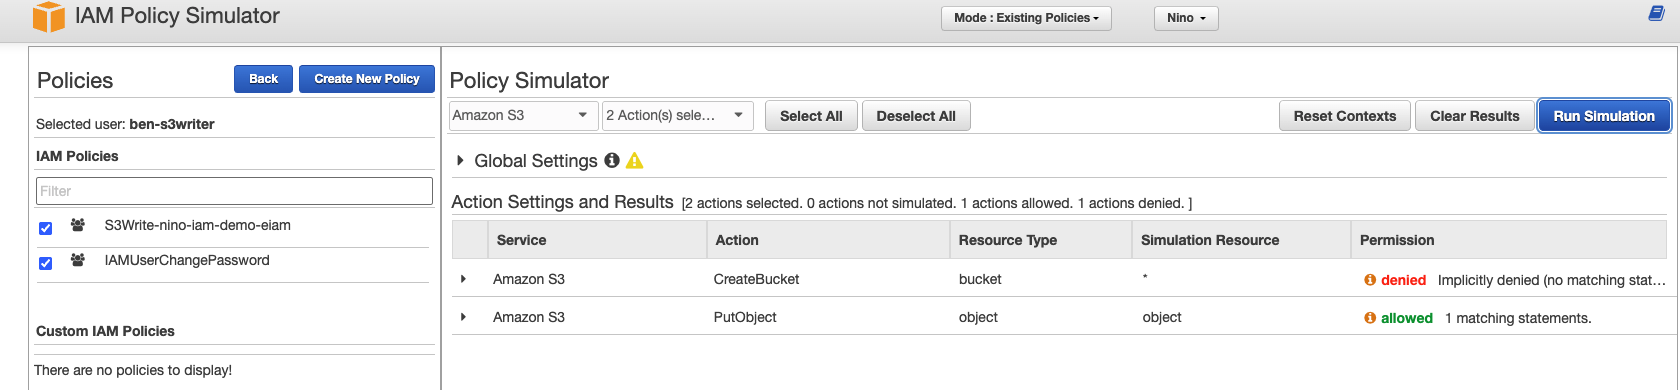 IAM Policy Simulator
Mode : Existing Policies
Nino
Policies
Back
Create New Policy
Selected user: ben-s3writer
IAM Policies
Filter
S3Write-nino-iam-demo-eiam
IAMUserChangePassword
Custom IAM Policies
There are no policies to display!
Policy Simulator
Amazon S3
2 Action(s) sele...
Select All
Deselect All
Reset Contexts
Clear Results
Run Simulation
Global Settings
Action Settings and Results [2 actions selected. 0 actions not simulated. 1 actions allowed. 1 actions denied. ]
Service Action Resource Type Simulation Resource Permission
Amazon S3 CreateBucket bucket * denied Implicitly denied (no matching stat...
Amazon S3 PutObject object object allowed 1 matching statements.